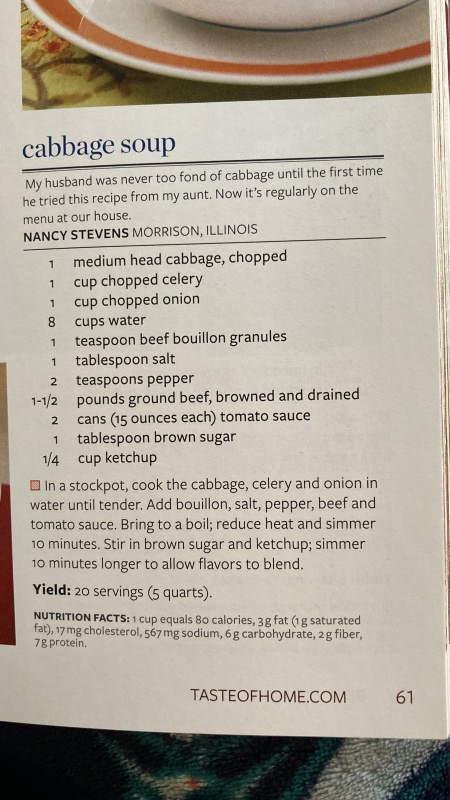 cabbage soup
My husband was never too fond of cabbage until the first time
he tried this recipe from my aunt. Now it's regularly on the
menu at our house.
NANCY STEVENS MORRISON, ILLINOIS
1 medium head cabbage, chopped
1 cup chopped celery
1 cup chopped onion
8 cups water
1 teaspoon beef bouillon granules
1 tablespoon salt
2 teaspoons pepper
1-1/2 pounds ground beef, browned and drained
2 cans (15 ounces each) tomato sauce
1 tablespoon brown sugar
1/4 cup ketchup
In a stockpot, cook the cabbage, celery and onion in
water until tender. Add bouillon, salt, pepper, beef and
tomato sauce. Bring to a boil; reduce heat and simmer
10 minutes. Stir in brown sugar and ketchup; simmer
10 minutes longer to allow flavors to blend.
Yield: 20 servings (5 quarts).
NUTRITION FACTS: 1 cup equals 80 calories, 3 g fat (1 g saturated
fat), 17 mg cholesterol, 567 mg sodium, 6 g carbohydrate, 2 g fiber,
7 g protein.
TASTEOFHOME.COM 61